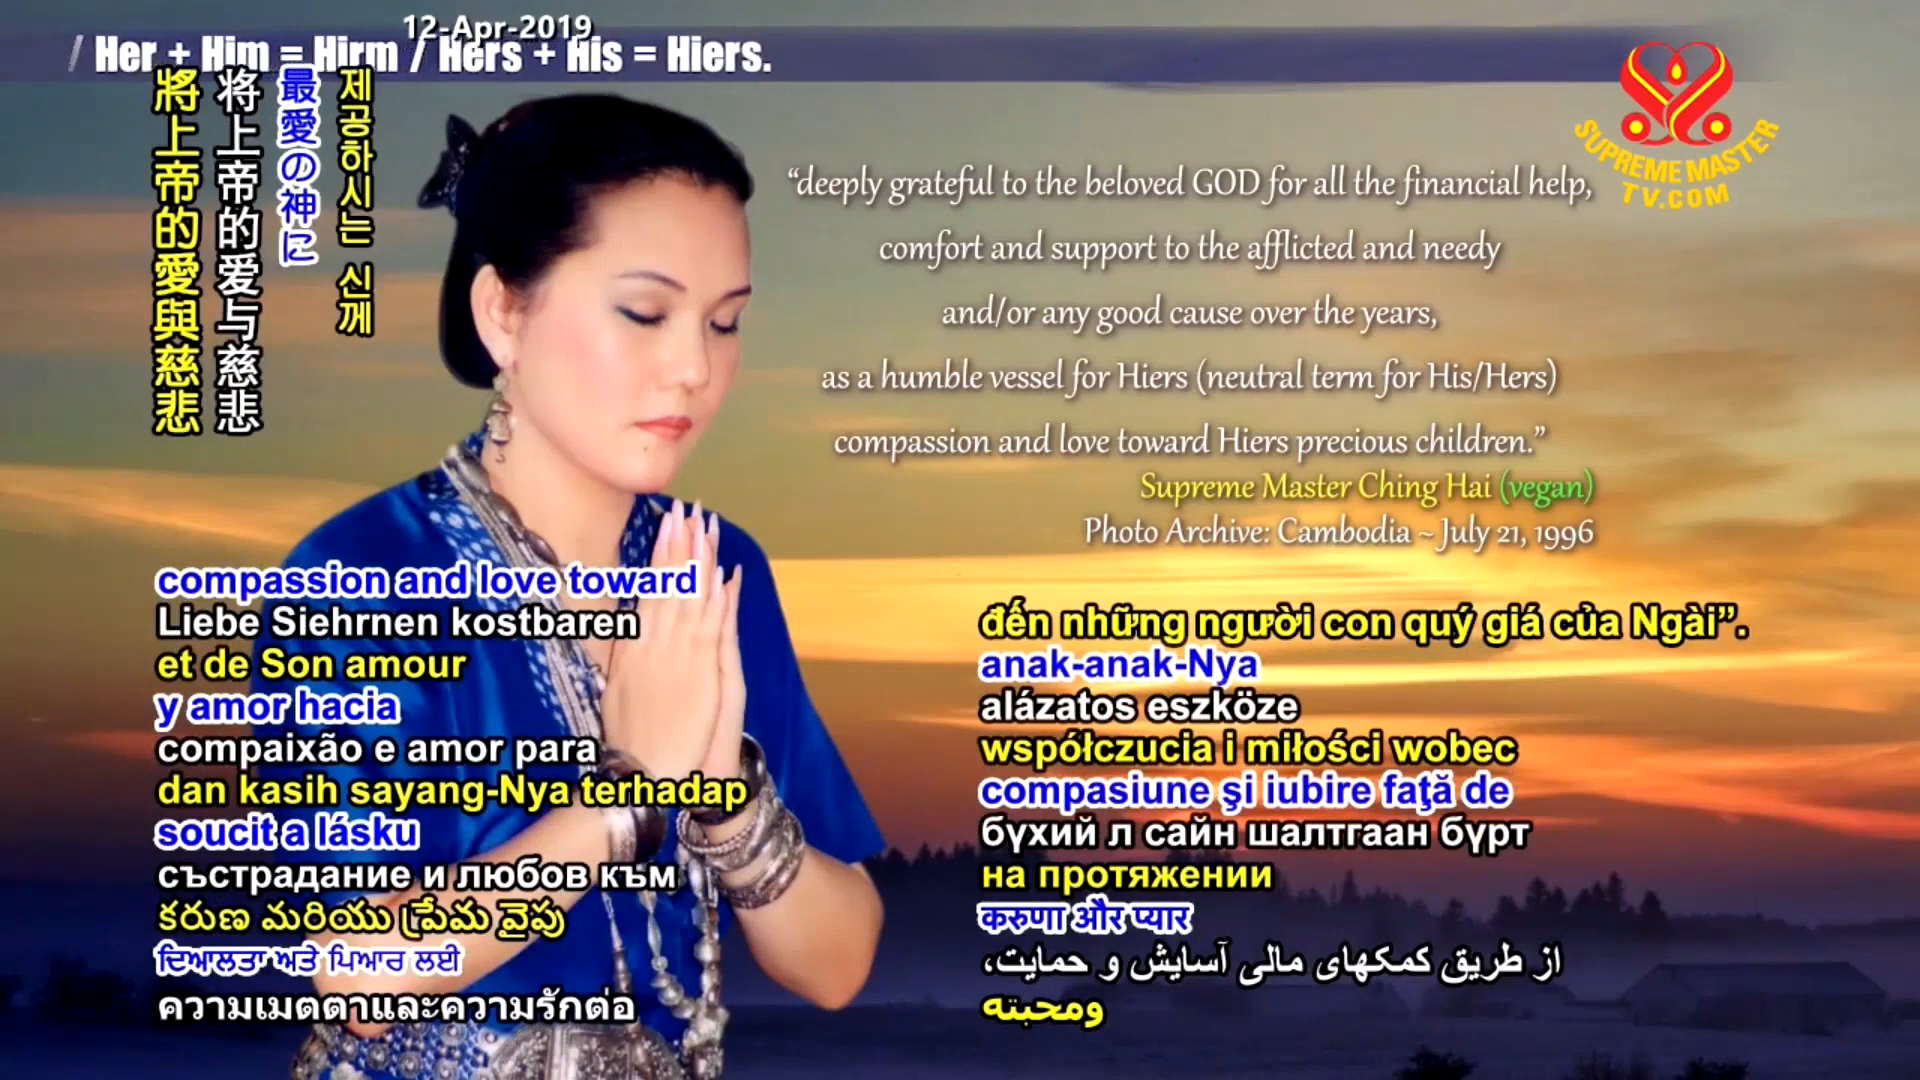 12-Apr-2019
/ Her + Him = Hirm / Hers + His = Hiers.
將上帝的愛與慈悲
将上帝的爱与慈悲
最愛の神に
제공하시는 신께
SUPREME MASTER
TV.COM
“deeply grateful to the beloved GOD for all the financial help,
comfort and support to the afflicted and needy
and/or any good cause over the years,
as a humble vessel for Hiers (neutral term for His/Hers)
compassion and love toward Hiers precious children.”
Supreme Master Ching Hai (vegan)
Photo Archive: Cambodia ~ July 21, 1996
compassion and love toward
Liebe Siehrnen kostbaren
et de Son amour
y amor hacia
compaixão e amor para
dan kasih sayang-Nya terhadap
soucit a lásku
състрадание и любов към
కరుణ మరియు ప్రేమ వైపు
ਦਿਆਲਤਾ ਅਤੇ ਪਿਆਰ ਲਈ
ความเมตตาและความรักต่อ
đến những người con quý giá của Ngài”.
anak-anak-Nya
alázatos eszköze
współczucia i miłości wobec
compasiune şi iubire faţă de
бүхий л сайн шалтгаан бүрт
на протяжении
करुणा और प्यार
از طریق کمکهای مالی آسایش و حمایت،
ومحبته